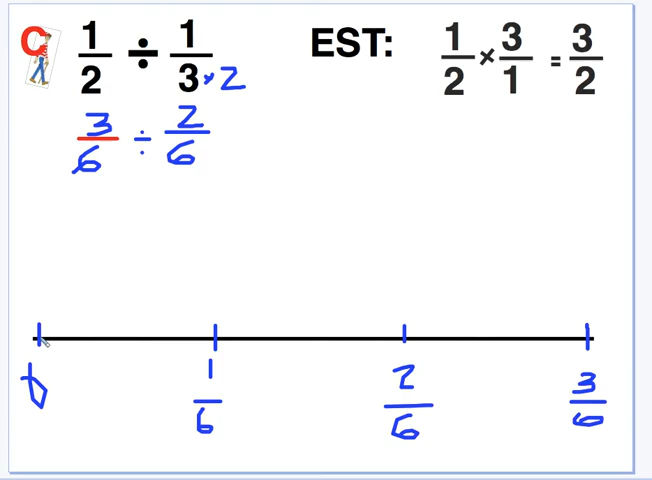 C 1/2 ÷ 1/3 · 2
EST: 1/2 × 3/1 = 3/2
3/6 ÷ 2/6
0 1/6 2/6 3/6